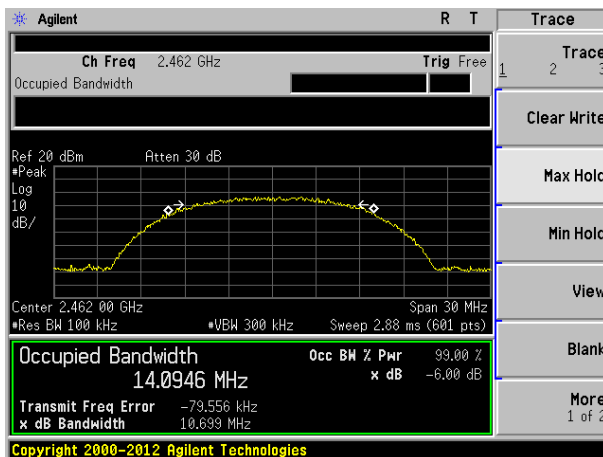 Agilent R T Trace
Ch Freq 2.462 GHz Trig Free
Occupied Bandwidth
Trace
1 2 3
Clear Write
Max Hold
Min Hold
View
Blank
More
1 of 2
Ref 20 dBm Atten 30 dB
#Peak
Log
10
dB/
Center 2.462 00 GHz Span 30 MHz
#Res BW 100 kHz #VBW 300 kHz Sweep 2.88 ms (601 pts)
Occupied Bandwidth Occ BW % Pwr 99.00 %
14.0946 MHz x dB -6.00 dB
Transmit Freq Error -79.556 kHz
x dB Bandwidth 10.699 MHz
Copyright 2000-2012 Agilent Technologies